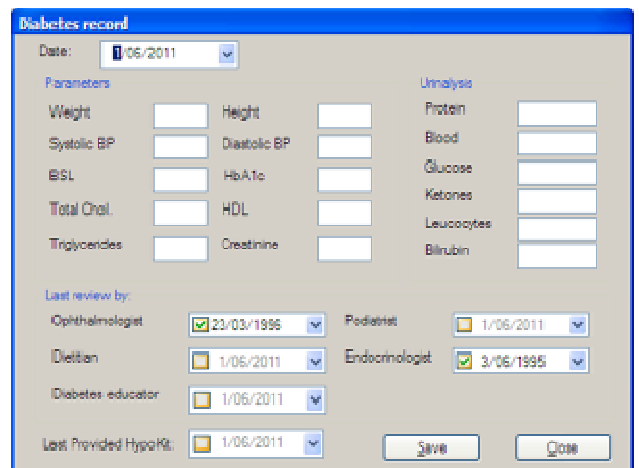 Diabetes record
Date: 1/06/2011
Parameters Urinalysis
Weight Height Protein
Systolic BP Diastolic BP Blood
BSL HbA1c Glucose
Total Chol. HDL Ketones
Triglycerides Creatinine Leucocytes
Bilirubin
Last review by:
Ophthalmologist 23/03/1996 Podiatrist 1/06/2011
Dietitian 1/06/2011 Endocrinologist 3/06/1995
Diabetes educator 1/06/2011
Last Provided HypoKit: 1/06/2011 Save Close